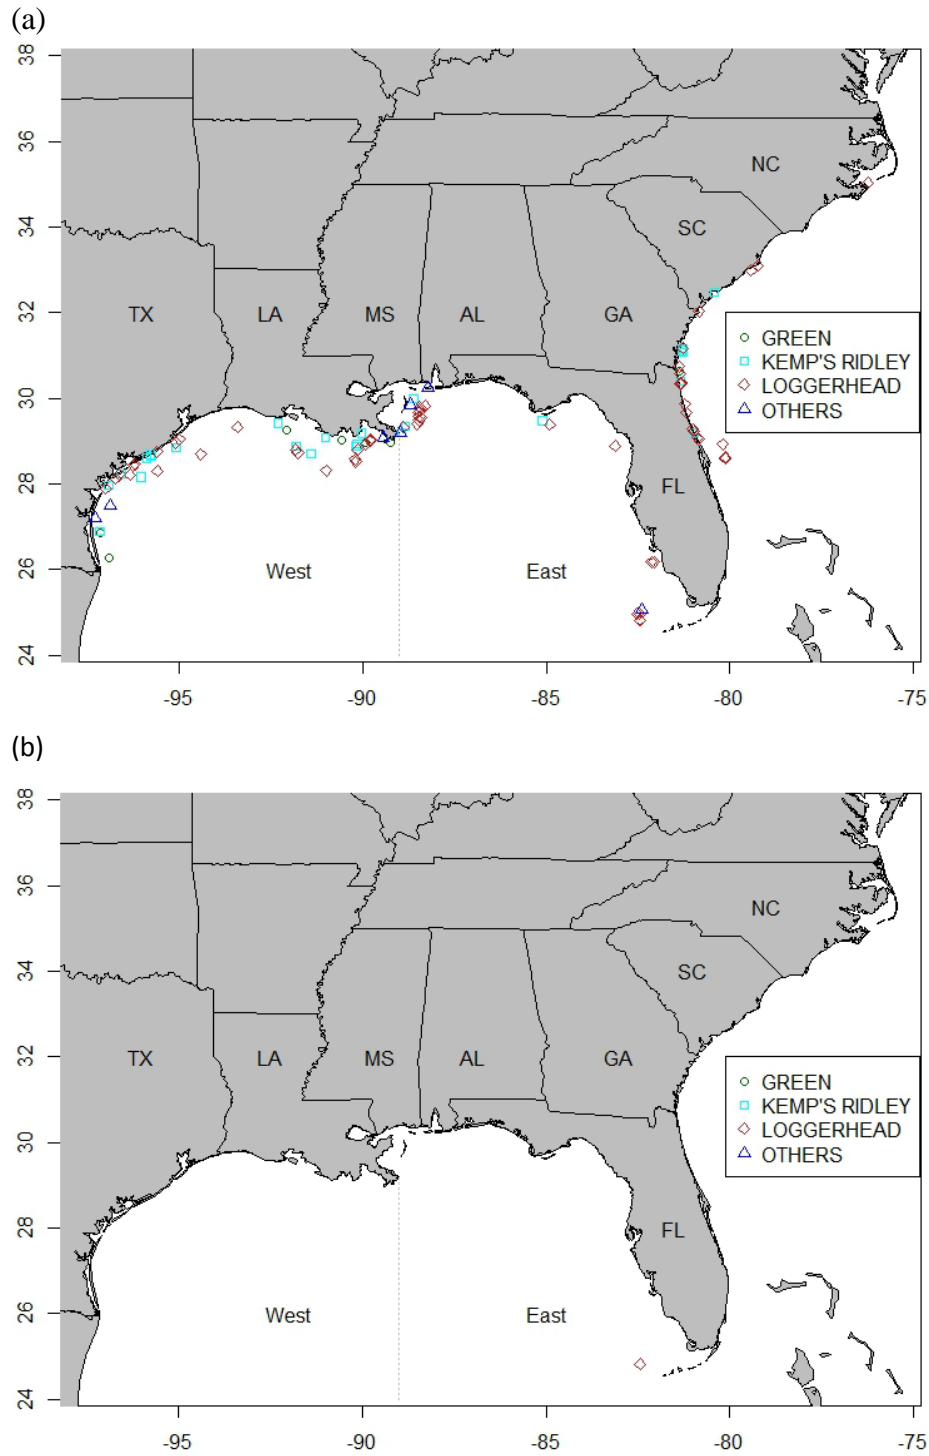 (a)
38
36
34
32
30
28
26
24
NC
SC
TX
LA
MS
AL
GA
GREEN
KEMP'S RIDLEY
LOGGERHEAD
OTHERS
FL
West
East
-95
-90
-85
-80
-75
(b)
38
36
34
32
30
28
26
24
NC
SC
TX
LA
MS
AL
GA
GREEN
KEMP'S RIDLEY
LOGGERHEAD
OTHERS
FL
West
East
-95
-90
-85
-80
-75